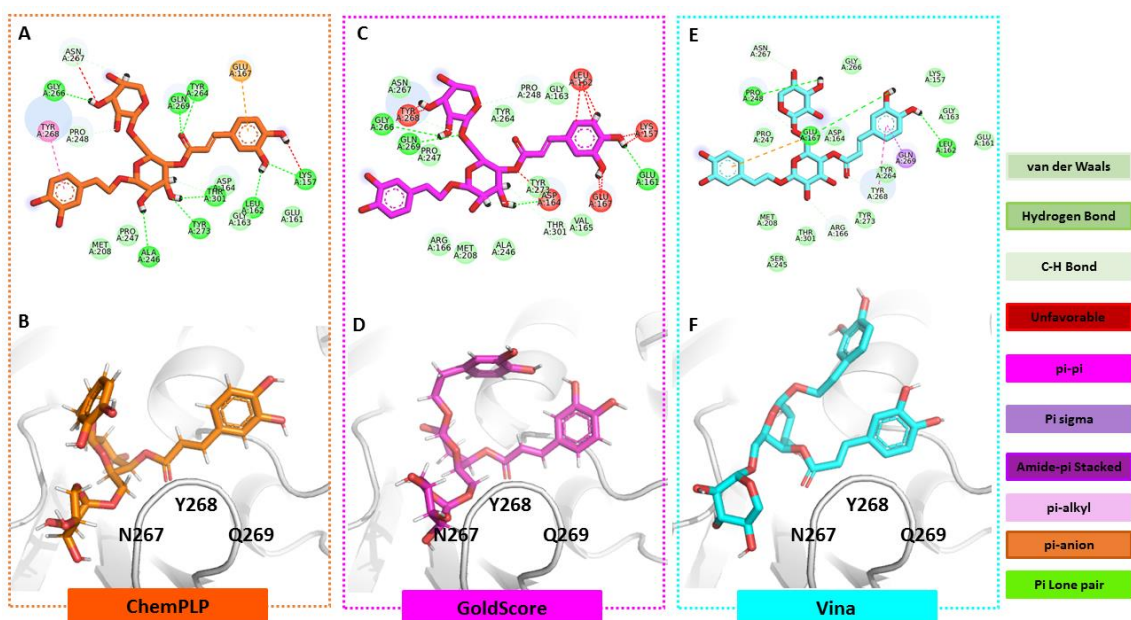 A
ASN
A:267
GLY
A:266
TYR
A:268
PRO
A:248
GLN
A:269
TYR
A:264
GLU
A:167
ASP
A:164
THR
A:301
LEU
A:162
LYS
A:157
GLY
A:163
GLU
A:161
TYR
A:273
PRO
A:247
MET
A:208
ALA
A:246
C
ASN
A:267
TYR
A:268
GLY
A:266
GLN
A:269
PRO
A:247
PRO
A:248
GLY
A:163
LEU
A:162
TYR
A:264
LYS
A:157
GLU
A:161
TYR
A:273
ASP
A:164
GLU
A:167
THR
A:301
VAL
A:165
ARG
A:166
MET
A:208
ALA
A:246
E
ASN
A:267
GLY
A:266
PRO
A:248
LYS
A:157
GLY
A:163
PRO
A:247
GLU
A:167
ASP
A:164
LEU
A:162
GLU
A:161
GLN
A:269
TYR
A:264
TYR
A:268
MET
A:208
THR
A:301
ARG
A:166
TYR
A:273
SER
A:245
van der Waals
Hydrogen Bond
C-H Bond
Unfavorable
pi-pi
Pi sigma
Amide-pi Stacked
pi-alkyl
pi-anion
Pi Lone pair
B
Y268
N267
Q269
D
Y268
N267
Q269
F
Y268
N267
Q269
ChemPLP
GoldScore
Vina